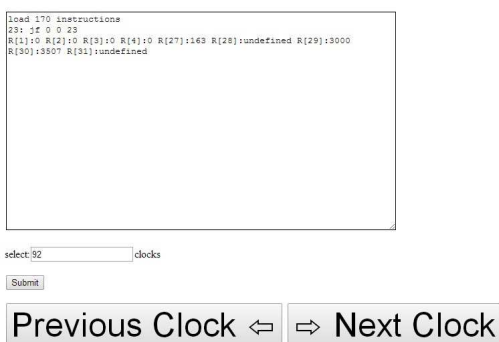 load 170 instructions
23: jf 0 0 23
R[1]:0 R[2]:0 R[3]:0 R[4]:0 R[27]:163 R[28]:undefined R[29]:3000
R[30]:3507 R[31]:undefined
select: 92 clocks
Submit
Previous Clock ⇦ ⇨ Next Clock